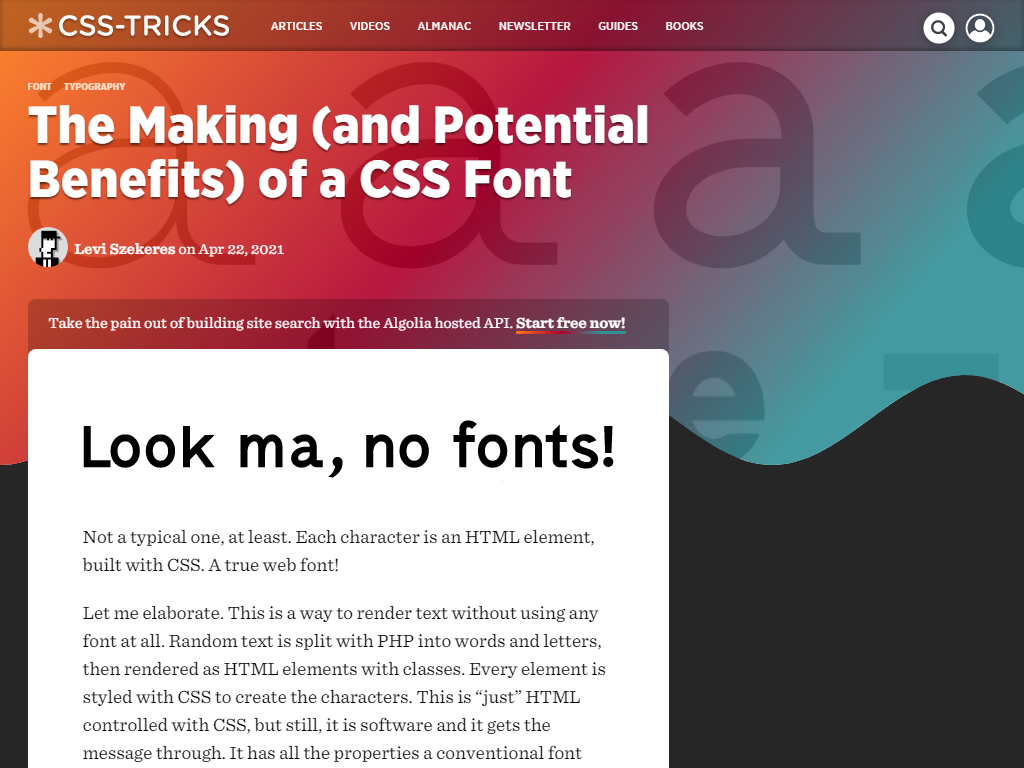 CSS-TRICKS
ARTICLES VIDEOS ALMANAC NEWSLETTER GUIDES BOOKS
FONT TYPOGRAPHY
The Making (and Potential
Benefits) of a CSS Font
Levi Szekeres on Apr 22, 2021
Take the pain out of building site search with the Algolia hosted API. Start free now!
Look ma, no fonts!
Not a typical one, at least. Each character is an HTML element,
built with CSS. A true web font!
Let me elaborate. This is a way to render text without using any
font at all. Random text is split with PHP into words and letters,
then rendered as HTML elements with classes. Every element is
styled with CSS to create the characters. This is “just” HTML
controlled with CSS, but still, it is software and it gets the
message through. It has all the properties a conventional font
a a a a
e